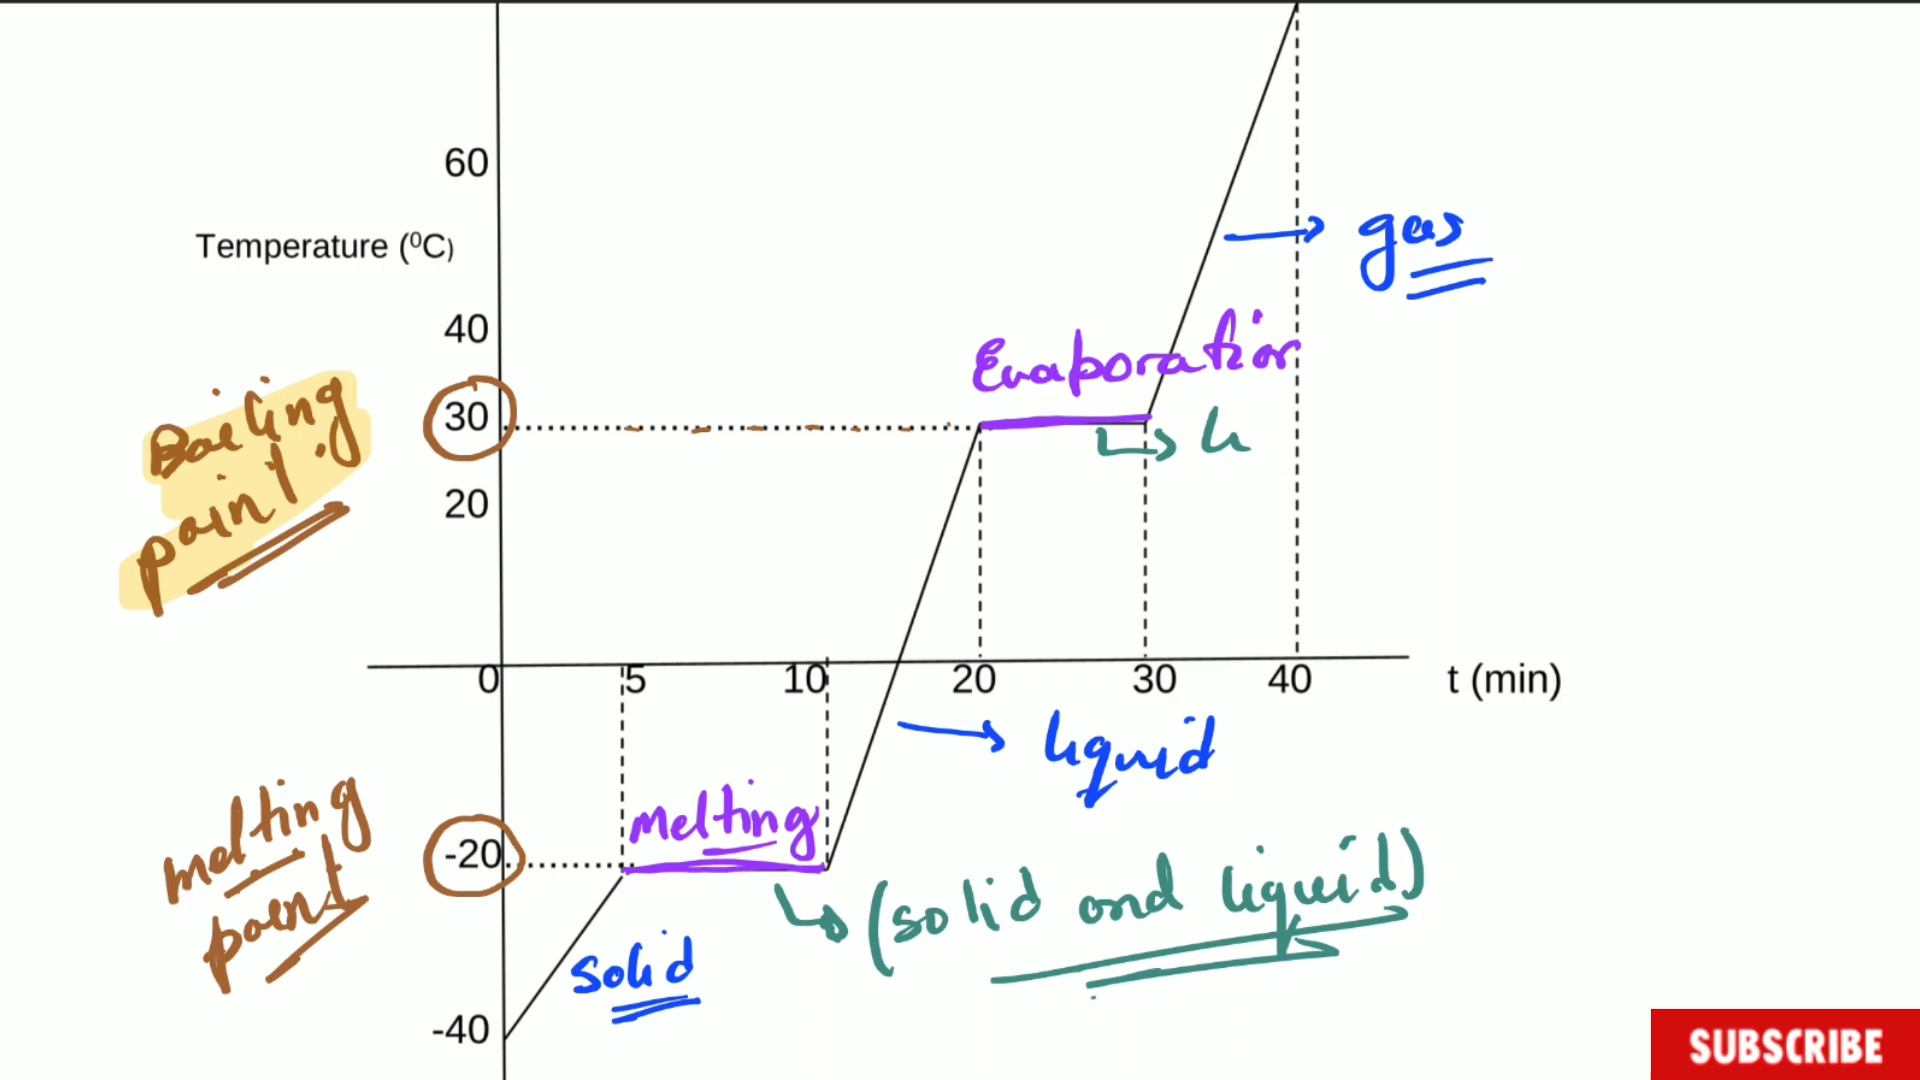 60
Temperature (⁰C)
gas
40
Evaporation
Boiling
point
30
li
20
0 5 10 20 30 40 t (min)
liquid
melting
point
melting
-20
(solid and liquid)
solid
-40
SUBSCRIBE